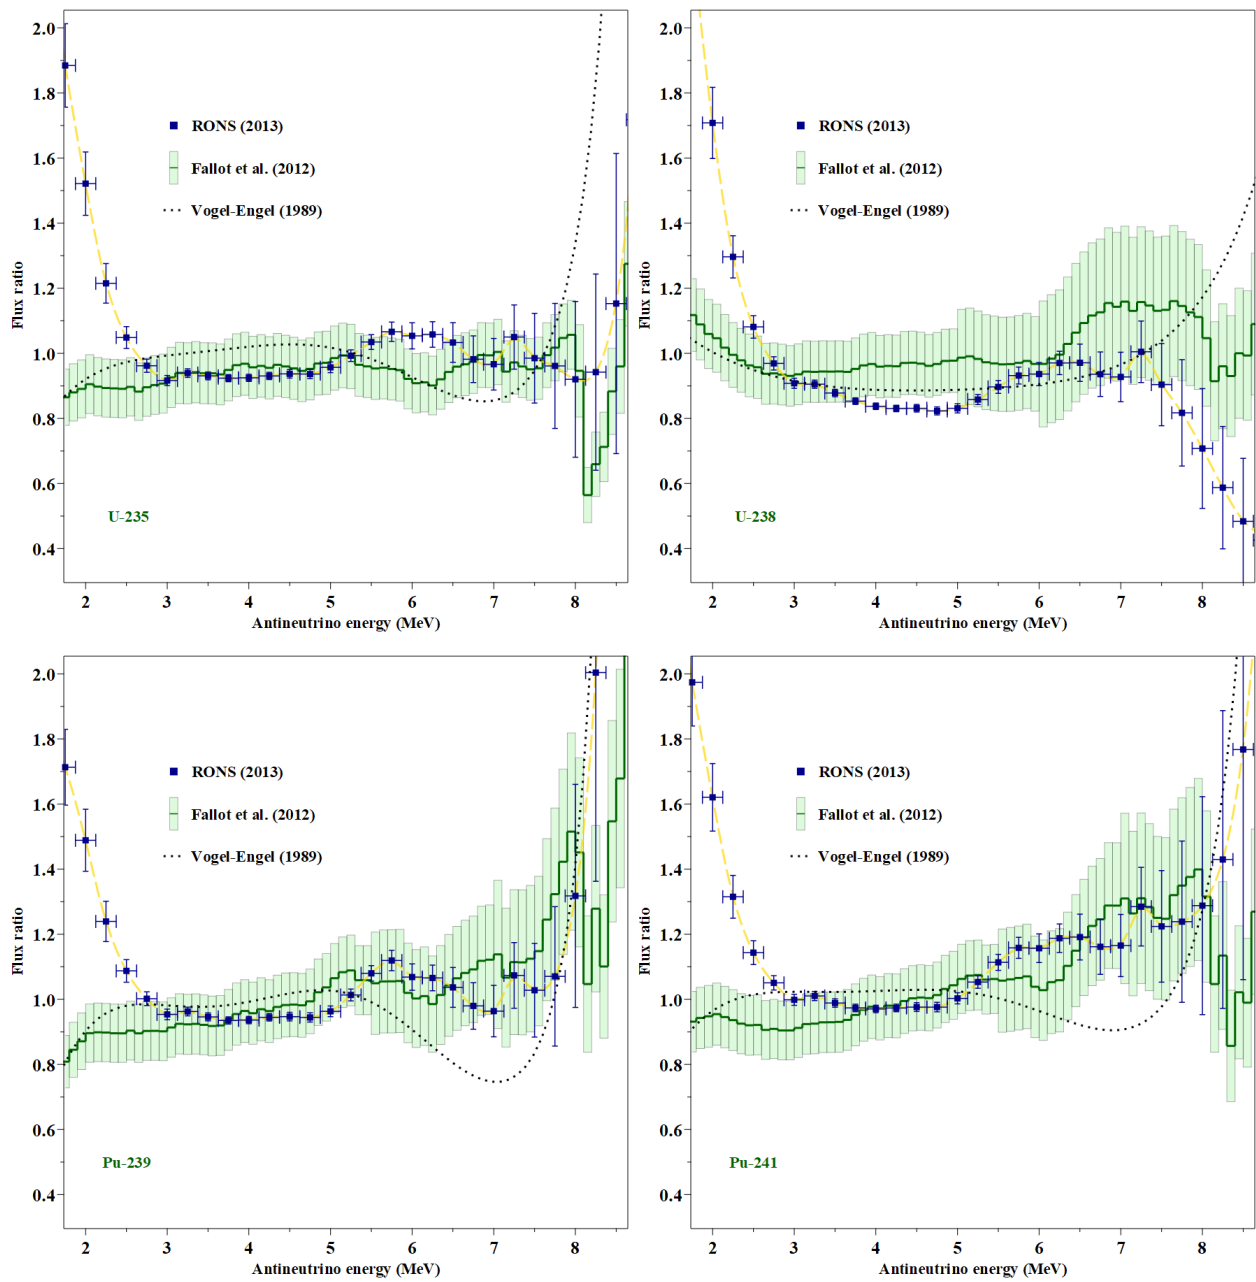 2.0
1.8
1.6
1.4
1.2
1.0
0.8
0.6
0.4
Flux ratio
RONS (2013)
Fallot et al. (2012)
Vogel-Engel (1989)
U-235
2 3 4 5 6 7 8
Antineutrino energy (MeV)
2.0
1.8
1.6
1.4
1.2
1.0
0.8
0.6
0.4
Flux ratio
RONS (2013)
Fallot et al. (2012)
Vogel-Engel (1989)
U-238
2 3 4 5 6 7 8
Antineutrino energy (MeV)
2.0
1.8
1.6
1.4
1.2
1.0
0.8
0.6
0.4
Flux ratio
RONS (2013)
Fallot et al. (2012)
Vogel-Engel (1989)
Pu-239
2 3 4 5 6 7 8
Antineutrino energy (MeV)
2.0
1.8
1.6
1.4
1.2
1.0
0.8
0.6
0.4
Flux ratio
RONS (2013)
Fallot et al. (2012)
Vogel-Engel (1989)
Pu-241
2 3 4 5 6 7 8
Antineutrino energy (MeV)